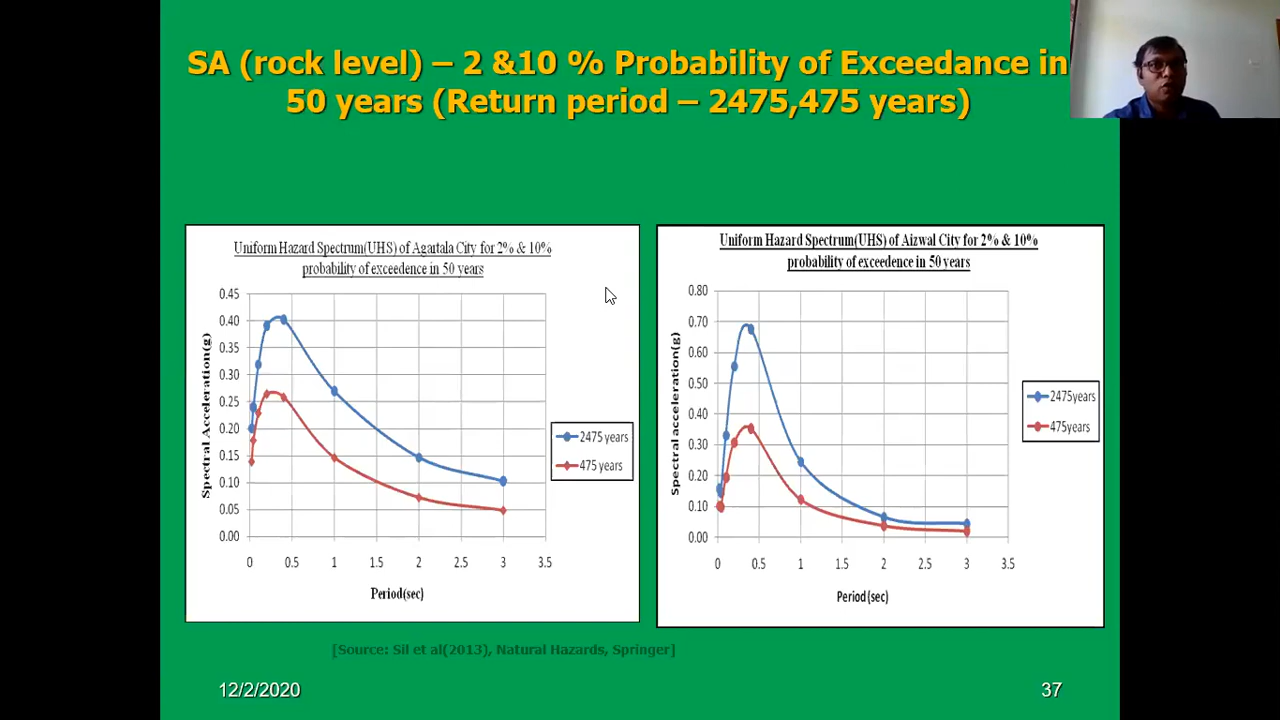 SA (rock level) – 2 &10 % Probability of Exceedance in
50 years (Return period – 2475,475 years)
Uniform Hazard Spectrum(UHS) of Agartala City for 2% & 10%
probability of exceedence in 50 years
0.45
0.40
0.35
0.30
0.25
0.20
0.15
0.10
0.05
0.00
Spectral Acceleration(g)
0 0.5 1 1.5 2 2.5 3 3.5
Period(sec)
2475 years
475 years
Uniform Hazard Spectrum(UHS) of Aizwal City for 2% & 10%
probability of exceedence in 50 years
0.80
0.70
0.60
0.50
0.40
0.30
0.20
0.10
0.00
Spectral acceleration(g)
0 0.5 1 1.5 2 2.5 3 3.5
Period(sec)
2475years
475years
[Source: Sil et al(2013), Natural Hazards, Springer]
12/2/2020
37